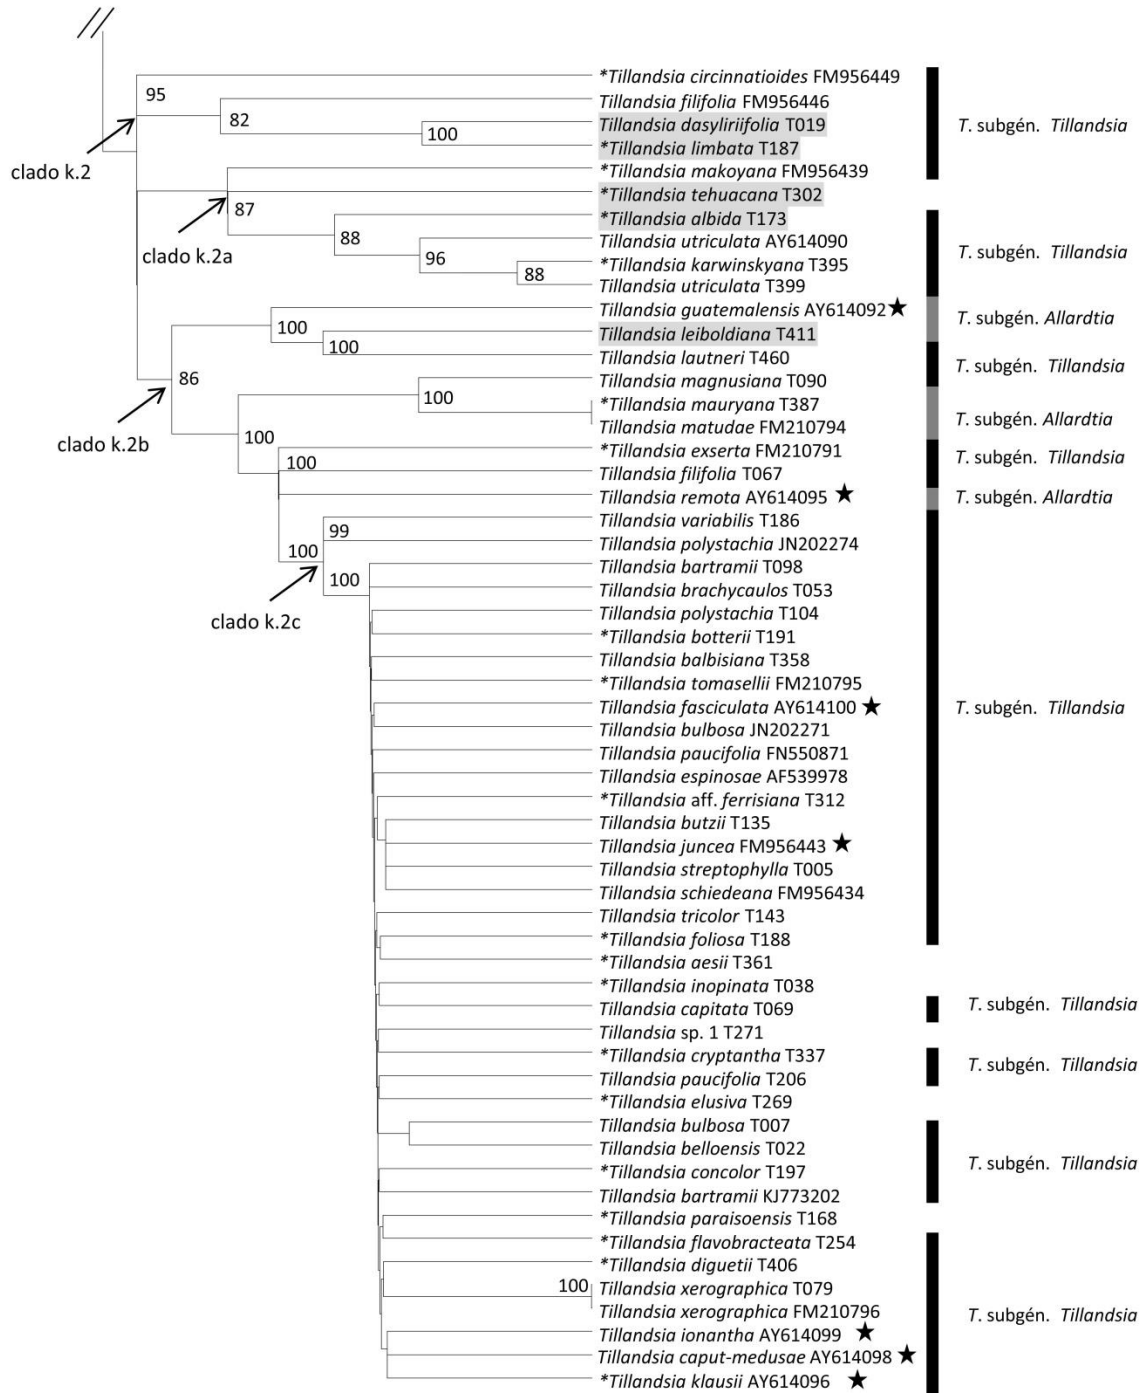 *Tillandsia circinnatioides FM956449
95
Tillandsia filifolia FM956446
T. subgén. Tillandsia
82
Tillandsia dasyliriifolia T019
100
*Tillandsia limbata T187
clado k.2
*Tillandsia makoyana FM956439
*Tillandsia tehuacana T302
87
*Tillandsia albida T173
clado k.2a
88
Tillandsia utriculata AY614090
T. subgén. Tillandsia
96
*Tillandsia karwinskyana T395
88
Tillandsia utriculata T399
Tillandsia guatemalensis AY614092★
T. subgén. Allardtia
100
Tillandsia leiboldiana T411
100
Tillandsia lautneri T460
T. subgén. Tillandsia
86
Tillandsia magnusiana T090
100
*Tillandsia mauryana T387
T. subgén. Allardtia
Tillandsia matudae FM210794
clado k.2b
100
*Tillandsia exserta FM210791
T. subgén. Tillandsia
100
Tillandsia filifolia T067
Tillandsia remota AY614095 ★
T. subgén. Allardtia
Tillandsia variabilis T186
99
Tillandsia polystachia JN202274
100
Tillandsia bartramii T098
100
Tillandsia brachycaulos T053
clado k.2c
Tillandsia polystachia T104
*Tillandsia botterii T191
Tillandsia balbisiana T358
*Tillandsia tomasellii FM210795
Tillandsia fasciculata AY614100 ★
T. subgén. Tillandsia
Tillandsia bulbosa JN202271
Tillandsia paucifolia FN550871
Tillandsia espinosae AF539978
*Tillandsia aff. ferrisiana T312
Tillandsia butzii T135
Tillandsia juncea FM956443 ★
Tillandsia streptophylla T005
Tillandsia schiedeana FM956434
Tillandsia tricolor T143
*Tillandsia foliosa T188
*Tillandsia aesii T361
*Tillandsia inopinata T038
Tillandsia capitata T069
T. subgén. Tillandsia
Tillandsia sp. 1 T271
*Tillandsia cryptantha T337
T. subgén. Tillandsia
Tillandsia paucifolia T206
*Tillandsia elusiva T269
Tillandsia bulbosa T007
Tillandsia belloensis T022
T. subgén. Tillandsia
*Tillandsia concolor T197
Tillandsia bartramii KJ773202
*Tillandsia paraisoensis T168
*Tillandsia flavobracteata T254
*Tillandsia diguetii T406
100
Tillandsia xerographica T079
Tillandsia xerographica FM210796
T. subgén. Tillandsia
Tillandsia ionantha AY614099 ★
Tillandsia caput-medusae AY614098 ★
*Tillandsia klausii AY614096 ★